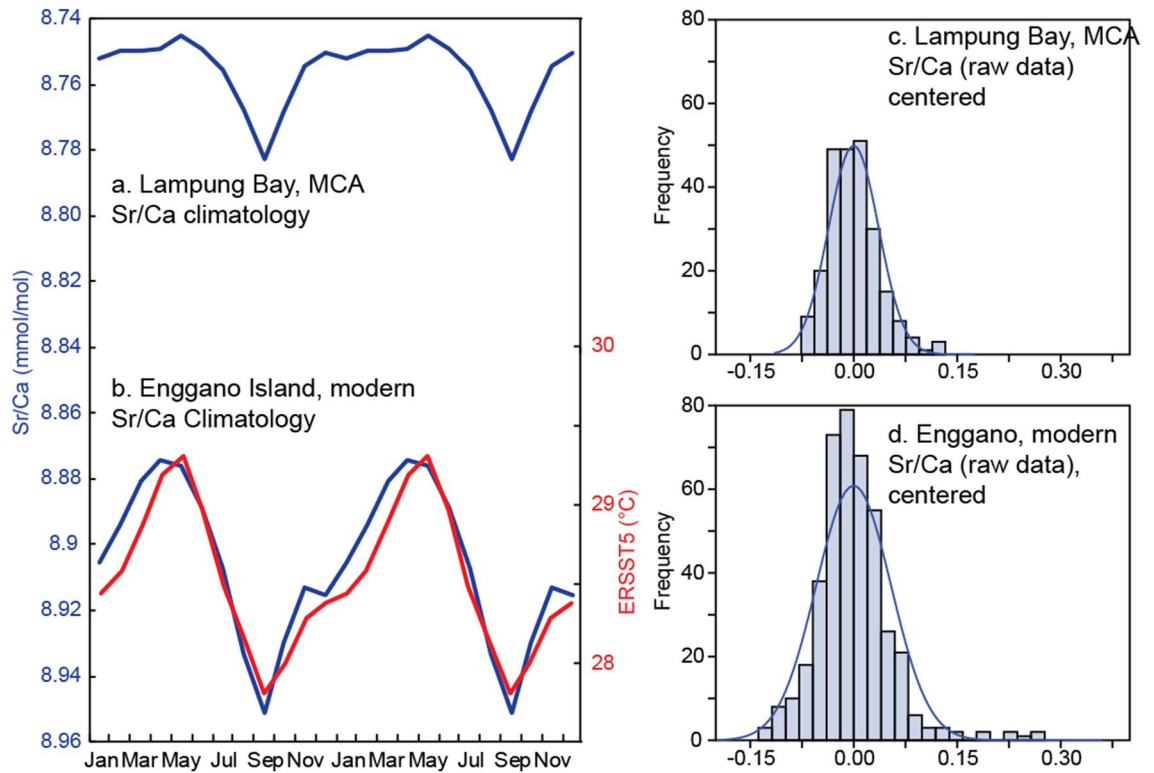 8.74
8.76
8.78
8.80
8.82
8.84
8.86
8.88
8.9
8.92
8.94
8.96
Sr/Ca (mmol/mol)
a. Lampung Bay, MCA
Sr/Ca climatology
b. Enggano Island, modern
Sr/Ca Climatology
30
29
28
ERSST5 (°C)
Jan Mar May Jul Sep Nov Jan Mar May Jul Sep Nov
80
60
40
20
0
Frequency
c. Lampung Bay, MCA
Sr/Ca (raw data)
centered
-0.15 0.00 0.15 0.30
80
60
40
20
0
Frequency
d. Enggano, modern
Sr/Ca (raw data),
centered
-0.15 0.00 0.15 0.30